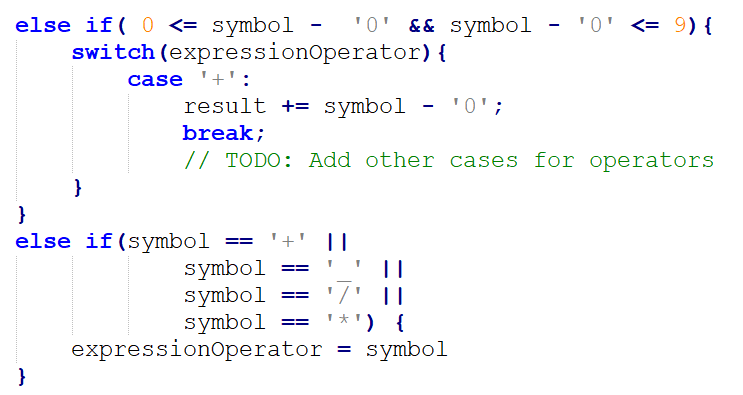 else if( 0 <= symbol -  '0' && symbol - '0' <= 9){
    switch(expressionOperator){
        case '+':
            result += symbol - '0';
            break;
            // TODO: Add other cases for operators
    }
}
else if(symbol == '+' ||
            symbol == '_' ||
            symbol == '/' ||
            symbol == '*') {
    expressionOperator = symbol
}